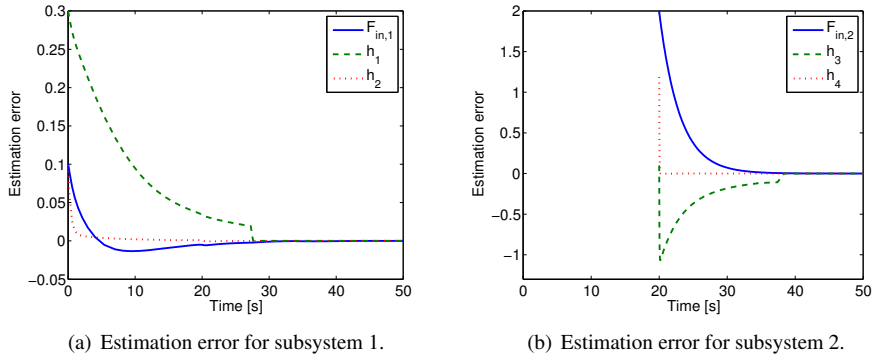 0.3
0.25
0.2
0.15
0.1
0.05
0
−0.05
Estimation error
0 10 20 30 40 50
Time [s]
F_in,1
h_1
h_2
(a) Estimation error for subsystem 1.
2
1.5
1
0.5
0
−0.5
−1
Estimation error
0 10 20 30 40 50
Time [s]
F_in,2
h_3
h_4
(b) Estimation error for subsystem 2.